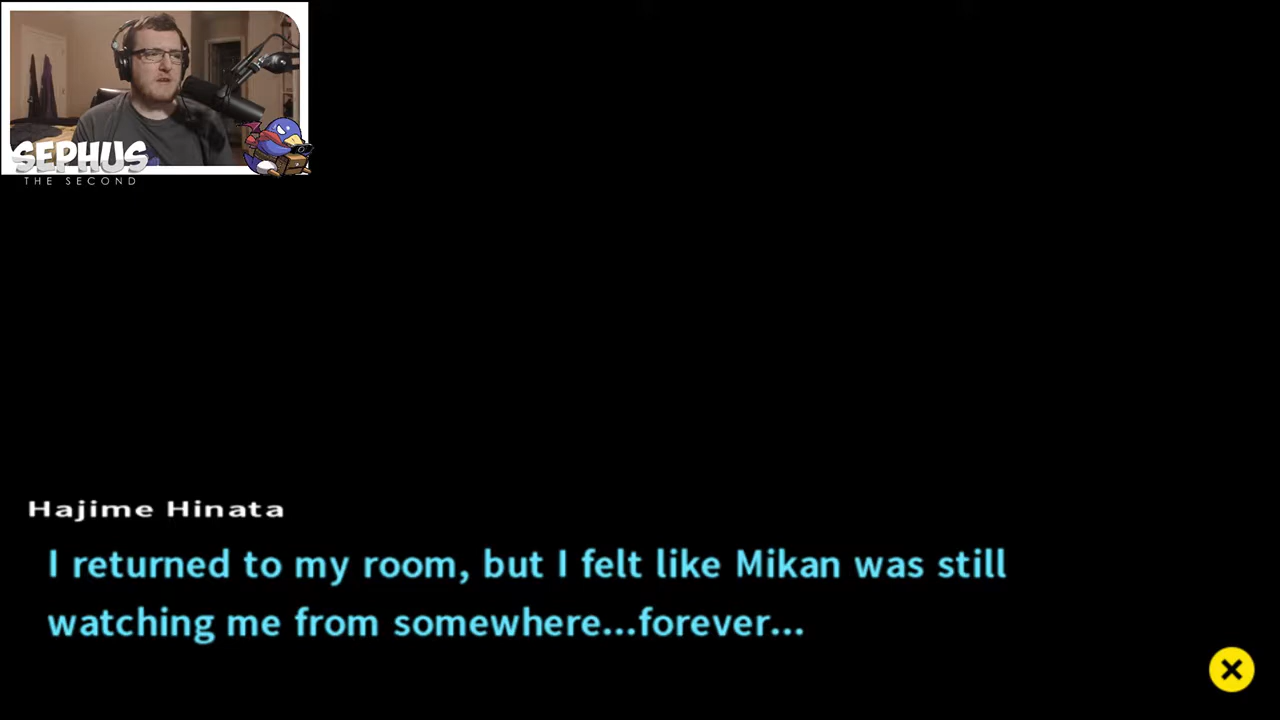 SEPHUS
THE SECOND
Hajime Hinata
I returned to my room, but I felt like Mikan was still
watching me from somewhere...forever...